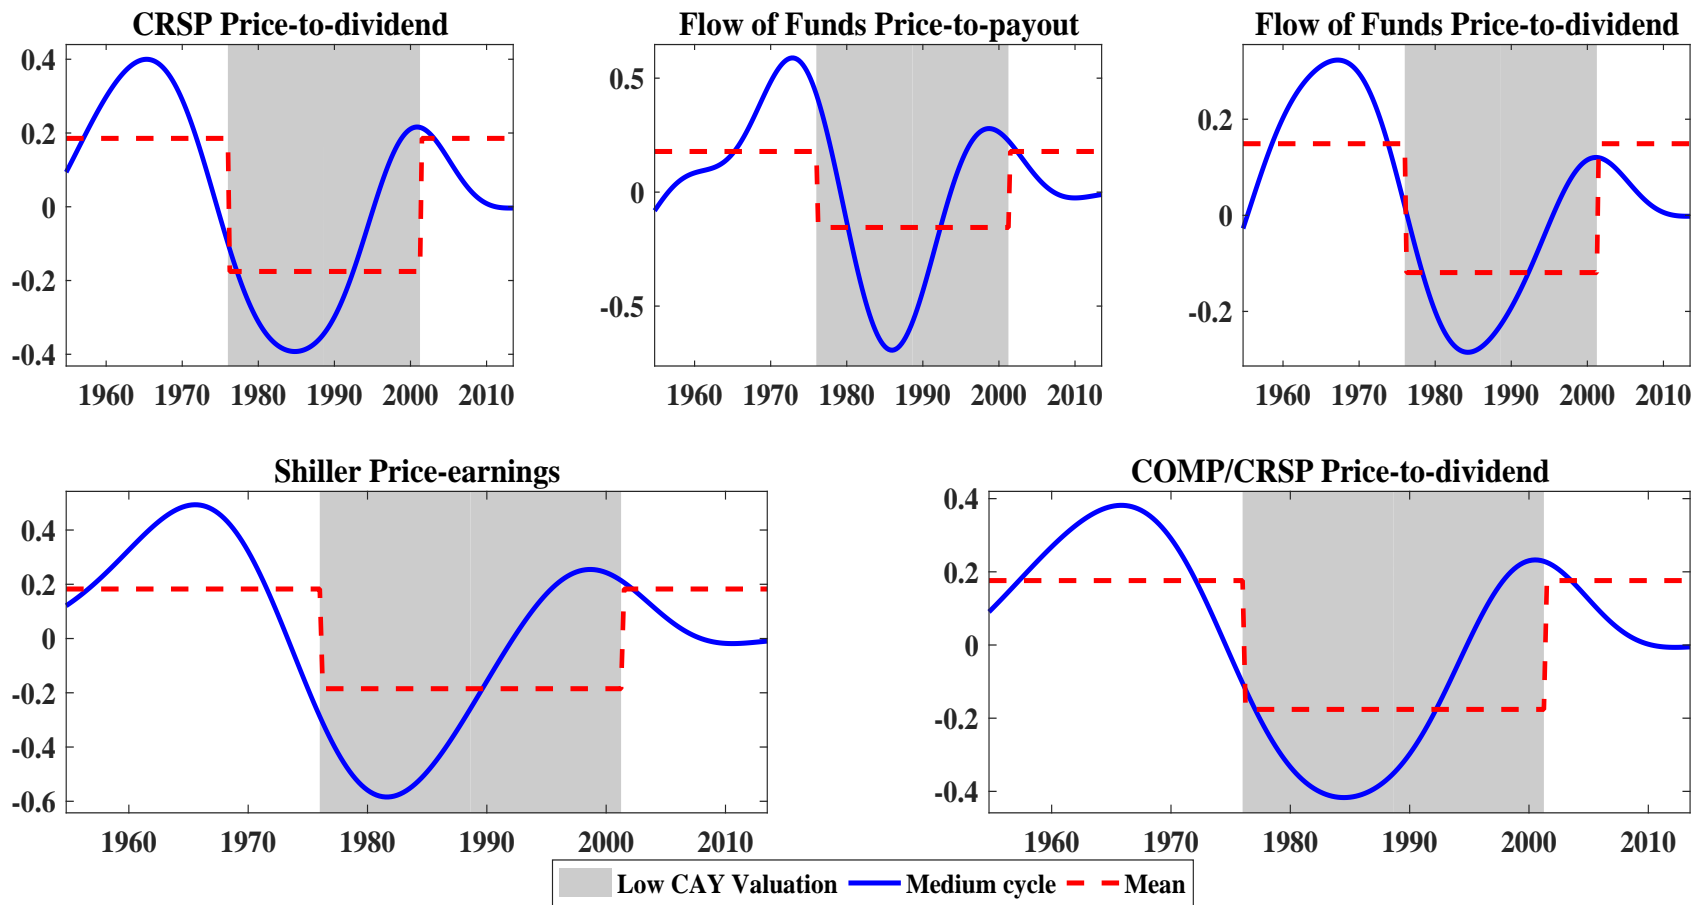 CRSP Price-to-dividend
0.4
0.2
0
-0.2
-0.4
1960 1970 1980 1990 2000 2010
Flow of Funds Price-to-payout
0.5
0
-0.5
1960 1970 1980 1990 2000 2010
Flow of Funds Price-to-dividend
0.2
0
-0.2
1960 1970 1980 1990 2000 2010
Shiller Price-earnings
0.4
0.2
0
-0.2
-0.4
-0.6
1960 1970 1980 1990 2000 2010
COMP/CRSP Price-to-dividend
0.4
0.2
0
-0.2
-0.4
1960 1970 1980 1990 2000 2010
Low CAY Valuation Medium cycle Mean